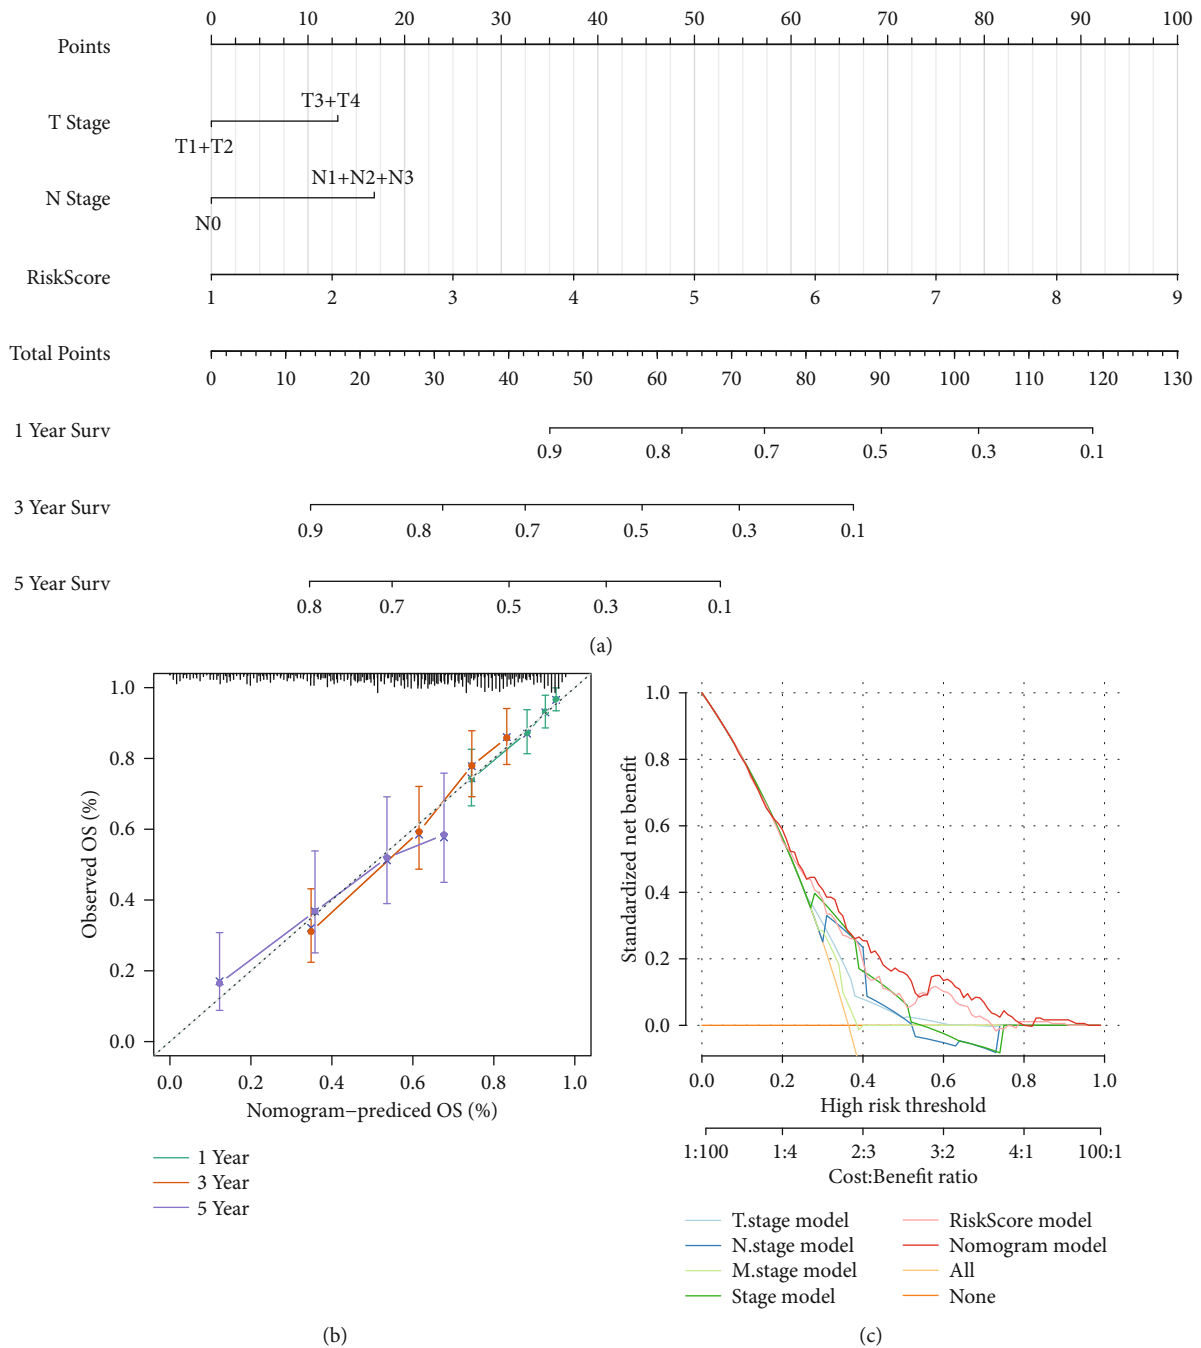 0 10 20 30 40 50 60 70 80 90 100
Points
T3+T4
T Stage
T1+T2
N1+N2+N3
N Stage
N0
RiskScore
1 2 3 4 5 6 7 8 9
Total Points
0 10 20 30 40 50 60 70 80 90 100 110 120 130
1 Year Surv
0.9 0.8 0.7 0.5 0.3 0.1
3 Year Surv
0.9 0.8 0.7 0.5 0.3 0.1
5 Year Surv
0.8 0.7 0.5 0.3 0.1
(a)
Observed OS (%)
1.0
0.8
0.6
0.4
0.2
0.0
0.0 0.2 0.4 0.6 0.8 1.0
Nomogram−prediced OS (%)
1 Year
3 Year
5 Year
(b)
Standardized net benefit
1.0
0.8
0.6
0.4
0.2
0.0
0.0 0.2 0.4 0.6 0.8 1.0
High risk threshold
1:100 1:4 2:3 3:2 4:1 100:1
Cost:Benefit ratio
T.stage model
N.stage model
M.stage model
Stage model
RiskScore model
Nomogram model
All
None
(c)